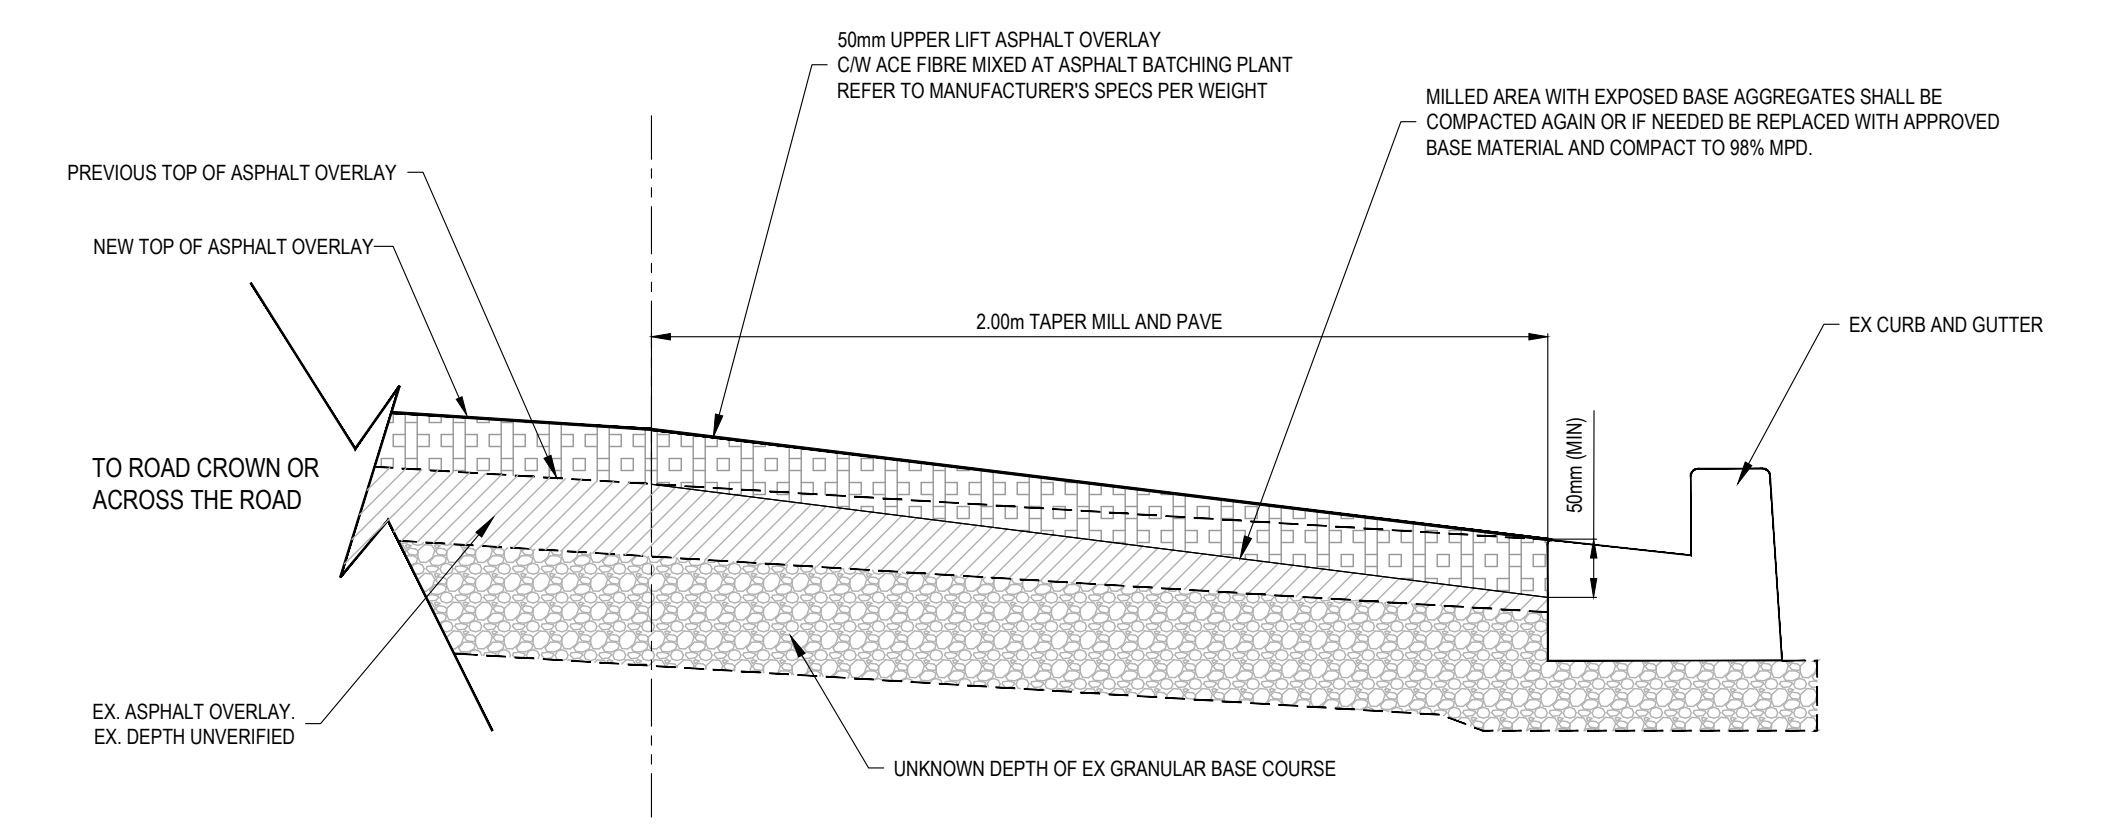 50mm UPPER LIFT ASPHALT OVERLAY
C/W ACE FIBRE MIXED AT ASPHALT BATCHING PLANT
REFER TO MANUFACTURER'S SPECS PER WEIGHT
MILLED AREA WITH EXPOSED BASE AGGREGATES SHALL BE
COMPACTED AGAIN OR IF NEEDED BE REPLACED WITH APPROVED
BASE MATERIAL AND COMPACT TO 98% MPD.
PREVIOUS TOP OF ASPHALT OVERLAY
NEW TOP OF ASPHALT OVERLAY
2.00m TAPER MILL AND PAVE
EX CURB AND GUTTER
50mm (MIN)
TO ROAD CROWN OR
ACROSS THE ROAD
EX. ASPHALT OVERLAY.
EX. DEPTH UNVERIFIED
UNKNOWN DEPTH OF EX GRANULAR BASE COURSE